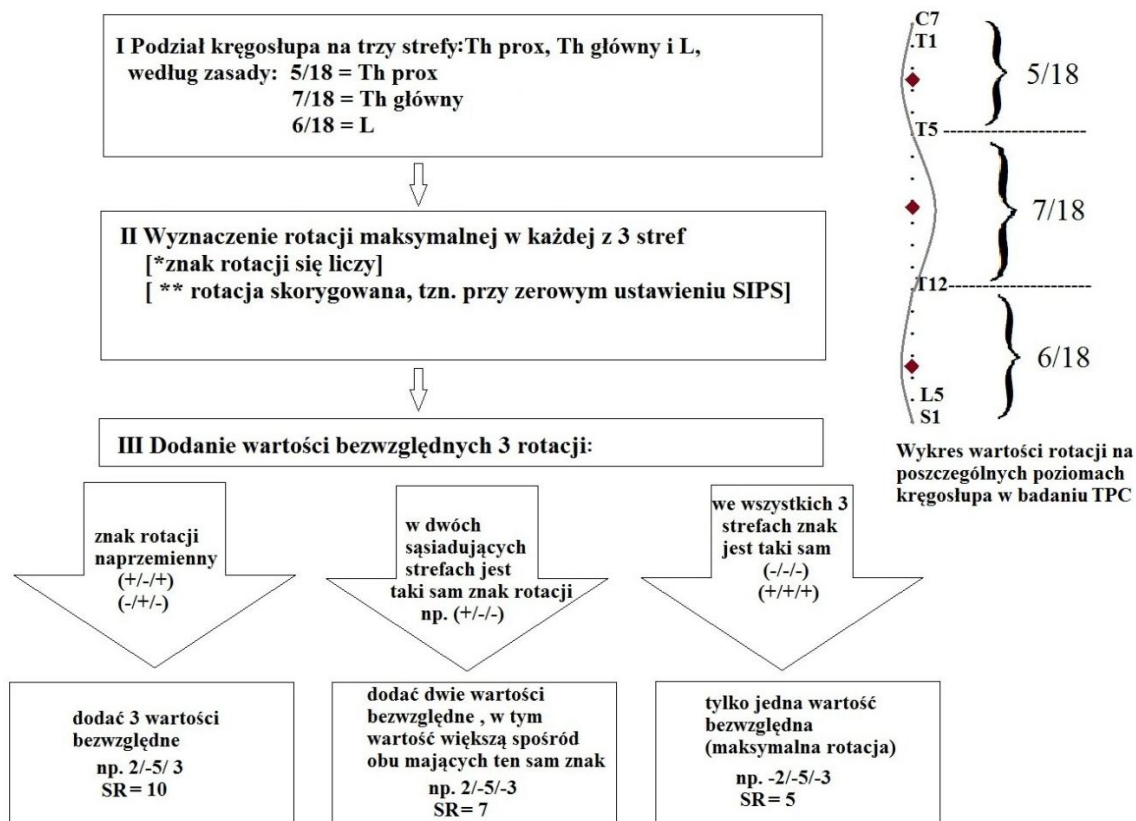 I Podział kręgosłupa na trzy strefy:Th prox, Th główny i L,
według zasady: 5/18 = Th prox
7/18 = Th główny
6/18 = L
II Wyznaczenie rotacji maksymalnej w każdej z 3 stref
[*znak rotacji się liczy]
[ ** rotacja skorygowana, tzn. przy zerowym ustawieniu SIPS]
III Dodanie wartości bezwzględnych 3 rotacji:
znak rotacji
naprzemienny
(+/-/+)
(-/+/-)
w dwóch
sąsiadujących
strefach jest
taki sam znak rotacji
np. (+/-/-)
we wszystkich 3
strefach znak
jest taki sam
(-/-/-)
(+/+/+)
dodać 3 wartości
bezwzględne
np. 2/-5/ 3
SR= 10
dodać dwie wartości
bezwzględne , w tym
wartość większą spośród
obu mających ten sam znak
np. 2/-5/-3
SR= 7
tylko jedna wartość
bezwzględna
(maksymalna rotacja)
np. -2/-5/-3
SR= 5
C7
T1
5/18
T5
7/18
T12
6/18
L5
S1
Wykres wartości rotacji na
poszczególnych poziomach
kręgosłupa w badaniu TPC